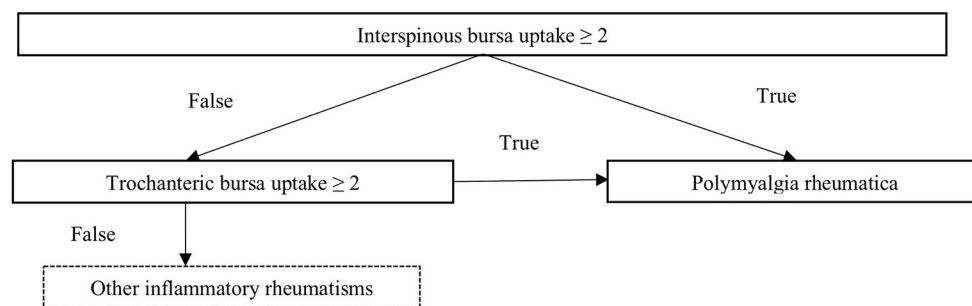 Interspinous bursa uptake ≥ 2
False
True
True
Trochanteric bursa uptake ≥ 2
Polymyalgia rheumatica
False
Other inflammatory rheumatisms